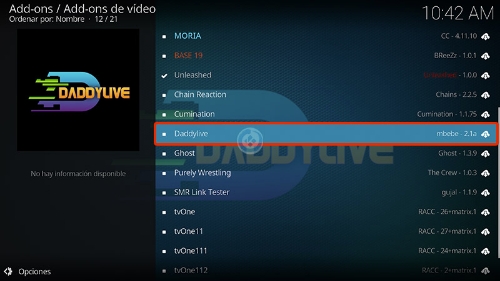 Add-ons / Add-ons de vídeo
Ordenar por: Nombre · 12 / 21
10:42 AM
DADDYLIVE
No hay información disponible
MORIA CC - 4.11.10
BASE 19 BReeZz - 1.0.1
Unleashed Unleashed - 1.0.0
Chain Reaction Chains - 2.2.5
Cumination Cumination - 1.1.75
Daddylive mbebe - 2.1a
DADDYLIVE
Ghost Ghost - 1.3.9
Purely Wrestling The Crew - 1.0.3
SMR Link Tester gujal - 1.1.9
tvOne RACC - 26+matrix.1
tvOne11 RACC - 27+matrix.1
tvOne111 RACC - 24+matrix.1
tvOne112 RACC - 2+matrix.1
Opciones